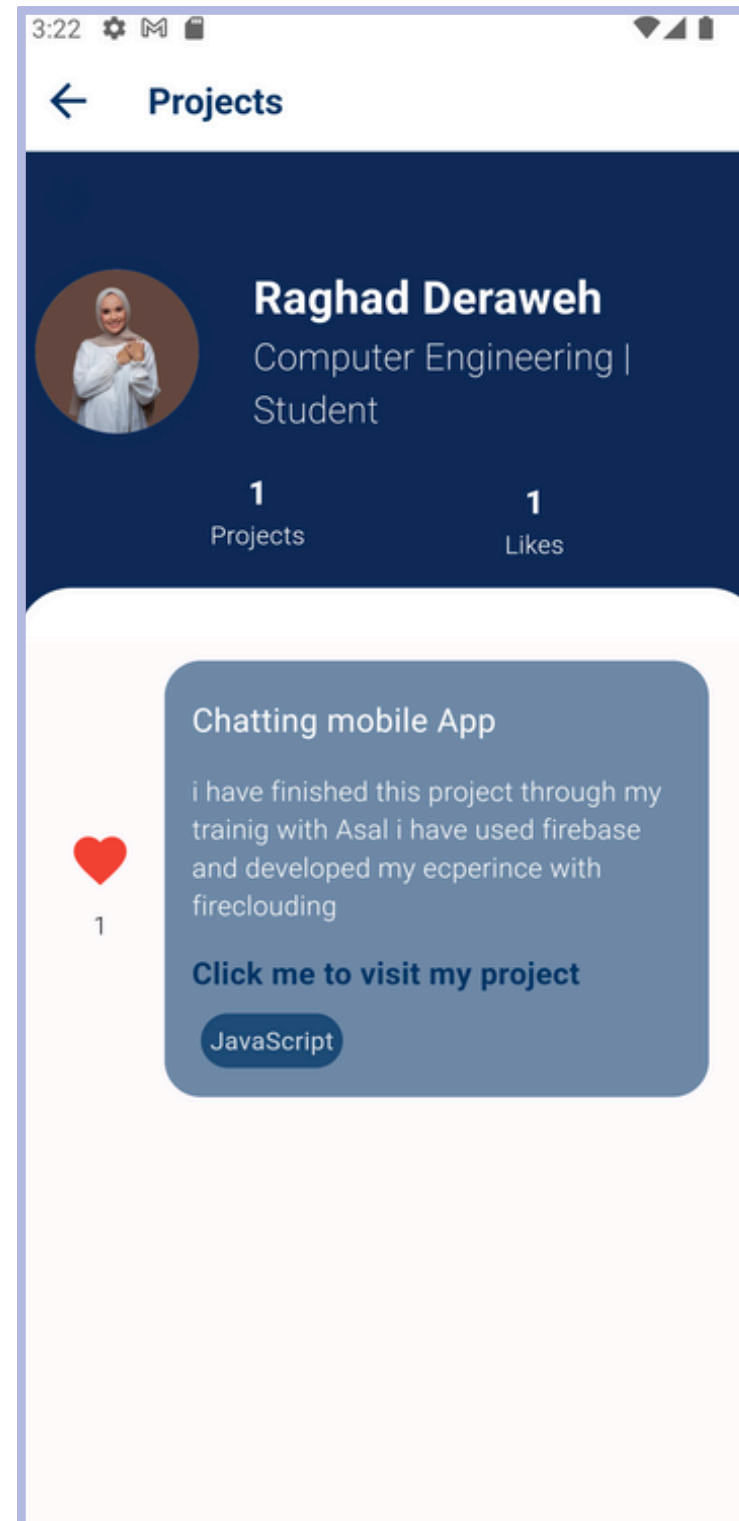 3:22
Projects
Raghad Deraweh
Computer Engineering |
Student
1
Projects
1
Likes
Chatting mobile App
i have finished this project through my
trainig with Asal i have used firebase
and developed my ecperince with
fireclouding
1
Click me to visit my project
JavaScript